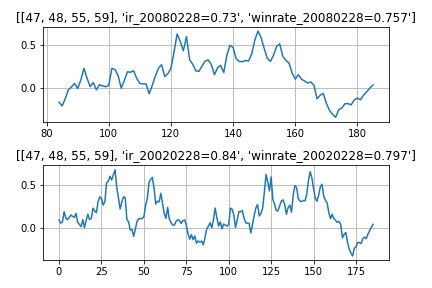 [[47, 48, 55, 59], 'ir_20080228=0.73', 'winrate_20080228=0.757']
0.5
0.0
80 100 120 140 160 180
[[47, 48, 55, 59], 'ir_20020228=0.84', 'winrate_20020228=0.797']
0.5
0.0
0 25 50 75 100 125 150 175